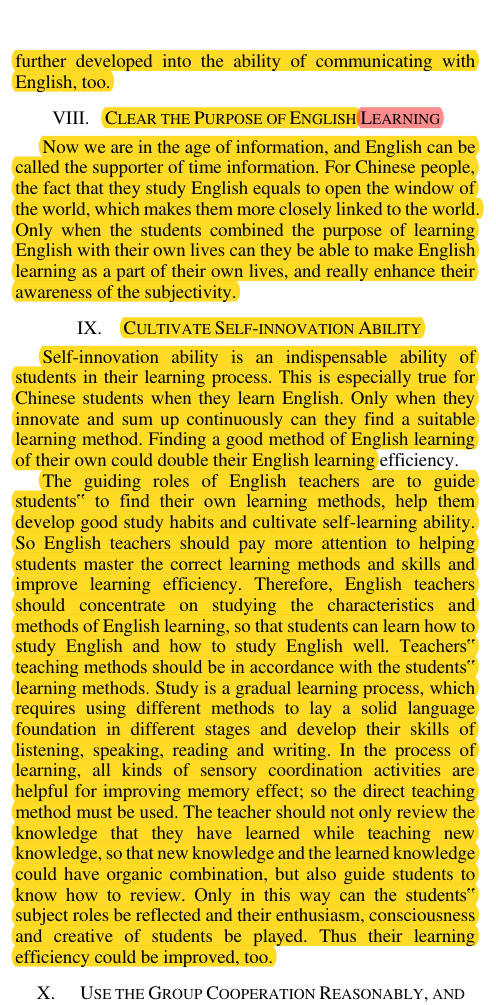 further developed into the ability of communicating with
English, too.
VIII. CLEAR THE PURPOSE OF ENGLISH LEARNING
Now we are in the age of information, and English can be
called the supporter of time information. For Chinese people,
the fact that they study English equals to open the window of
the world, which makes them more closely linked to the world.
Only when the students combined the purpose of learning
English with their own lives can they be able to make English
learning as a part of their own lives, and really enhance their
awareness of the subjectivity.
IX. CULTIVATE SELF-INNOVATION ABILITY
Self-innovation ability is an indispensable ability of
students in their learning process. This is especially true for
Chinese students when they learn English. Only when they
innovate and sum up continuously can they find a suitable
learning method. Finding a good method of English learning
of their own could double their English learning efficiency.
The guiding roles of English teachers are to guide
students‟ to find their own learning methods, help them
develop good study habits and cultivate self-learning ability.
So English teachers should pay more attention to helping
students master the correct learning methods and skills and
improve learning efficiency. Therefore, English teachers
should concentrate on studying the characteristics and
methods of English learning, so that students can learn how to
study English and how to study English well. Teachers‟
teaching methods should be in accordance with the students‟
learning methods. Study is a gradual learning process, which
requires using different methods to lay a solid language
foundation in different stages and develop their skills of
listening, speaking, reading and writing. In the process of
learning, all kinds of sensory coordination activities are
helpful for improving memory effect; so the direct teaching
method must be used. The teacher should not only review the
knowledge that they have learned while teaching new
knowledge, so that new knowledge and the learned knowledge
could have organic combination, but also guide students to
know how to review. Only in this way can the students‟
subject roles be reflected and their enthusiasm, consciousness
and creative of students be played. Thus their learning
efficiency could be improved, too.
X. USE THE GROUP COOPERATION REASONABLY, AND